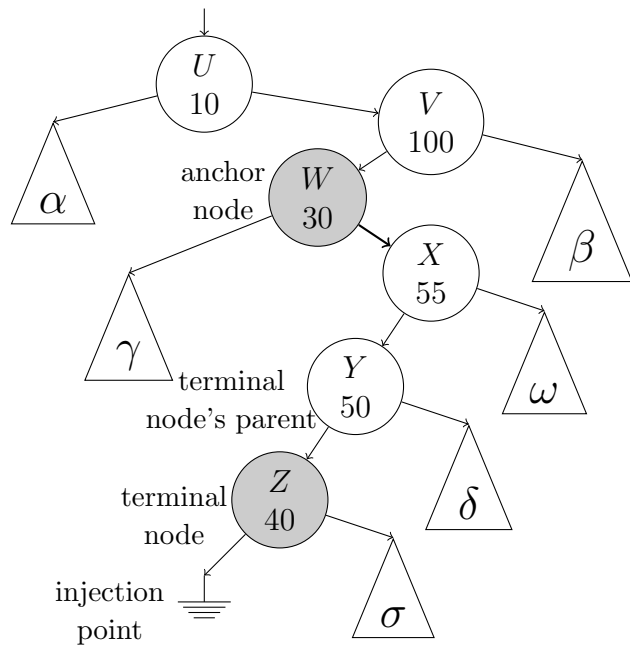 U
10
V
100
α
anchor
node
W
30
β
X
55
γ
ω
terminal
node's parent
Y
50
δ
terminal
node
Z
40
injection
point
σ